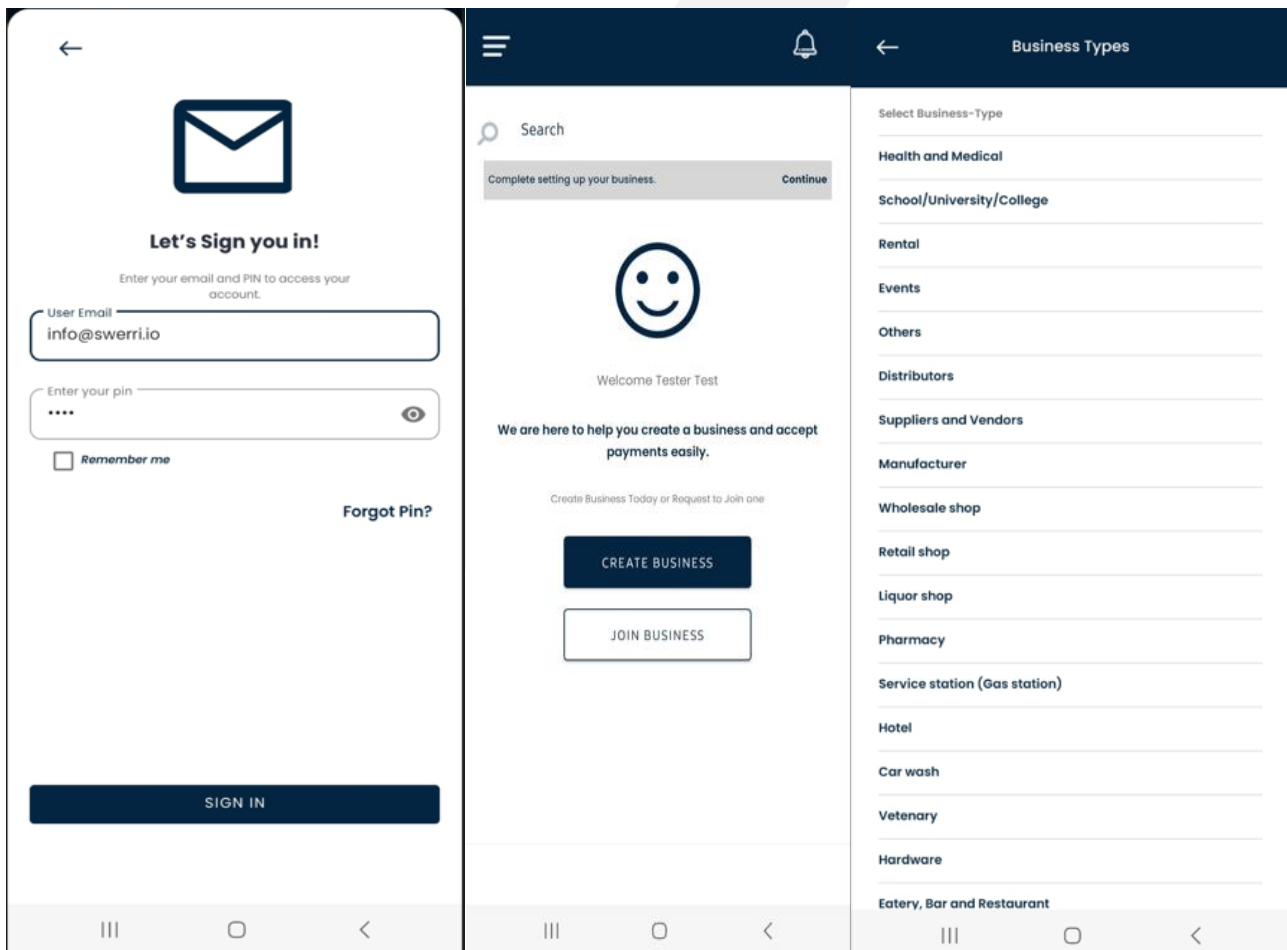 Let's Sign you in!
Enter your email and PIN to access your
account.
User Email
info@swerri.io
Enter your pin
••••
Remember me
Forgot Pin?
SIGN IN
Search
Complete setting up your business. Continue
Welcome Tester Test
We are here to help you create a business and accept
payments easily.
Create Business Today or Request to Join one
CREATE BUSINESS
JOIN BUSINESS
Business Types
Select Business-Type
Health and Medical
School/University/College
Rental
Events
Others
Distributors
Suppliers and Vendors
Manufacturer
Wholesale shop
Retail shop
Liquor shop
Pharmacy
Service station (Gas station)
Hotel
Car wash
Vetenary
Hardware
Eatery, Bar and Restaurant